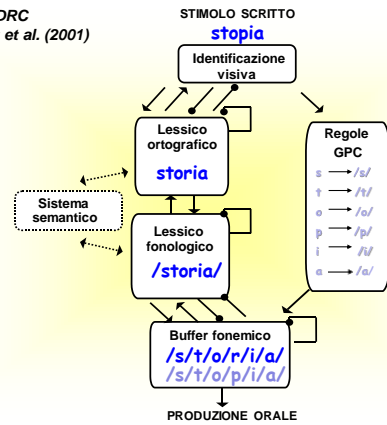 DRC
et al. (2001)
STIMOLO SCRITTO
stopia
Identificazione
visiva
Lessico
ortografico
storia
Regole
GPC
s /s/
t /t/
o /o/
p /p/
i /i/
a /a/
Sistema
semantico
Lessico
fonologico
/storia/
Buffer fonemico
/s/t/o/r/i/a/
/s/t/o/p/i/a/
PRODUZIONE ORALE